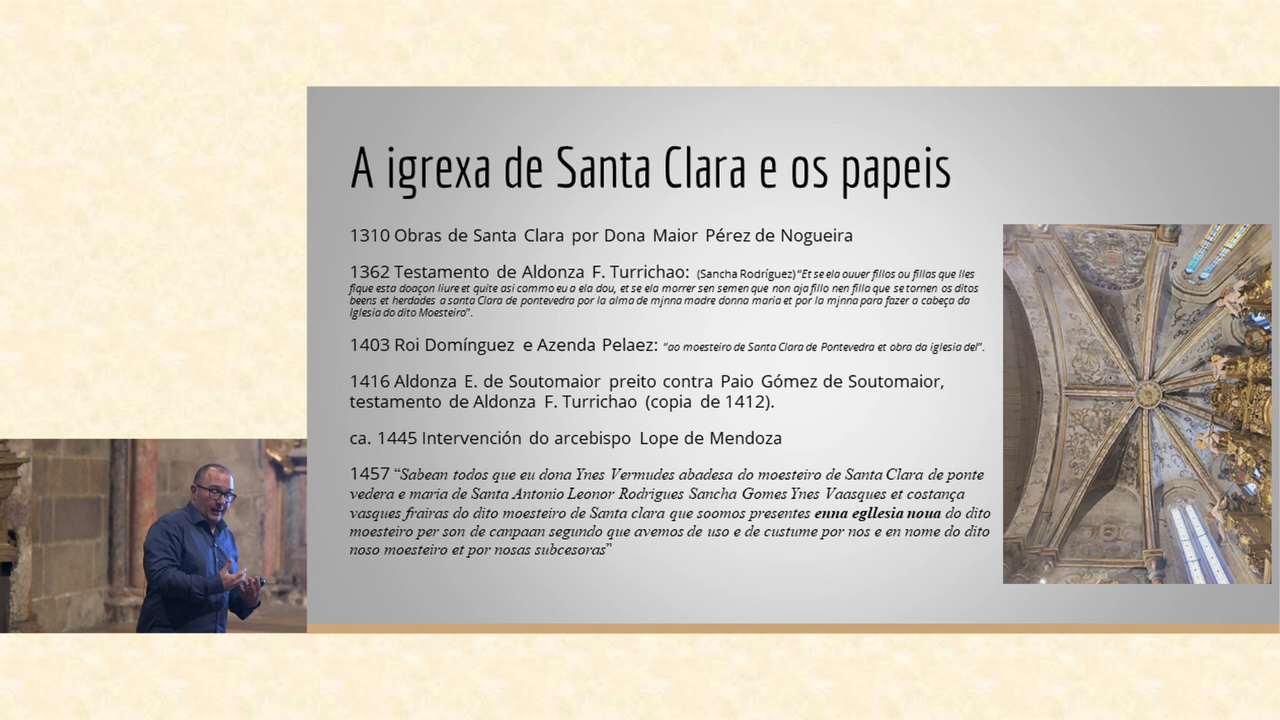 A igrexa de Santa Clara e os papeis
1310 Obras de Santa Clara por Dona Maior Pérez de Nogueira
1362 Testamento de Aldonza F. Turrichao: (Sancha Rodríguez) “Et se ela ouuer fillos ou fillas que lles
fique esta doaçon liure et quite asi commo eu a ela dou, et se ela morrer sen semen que non aja fillo nen filla que se tornen os ditos
beens et herdades a santa Clara de pontevedra por la alma de mjnna madre donna maria et por la mjnna para fazer a cabeça da
Iglesia do dito Moesteiro”.
1403 Roi Domínguez e Azenda Pelaez: “ao moesteiro de Santa Clara de Pontevedra et obra da iglesia del”.
1416 Aldonza E. de Soutomaior preito contra Paio Gómez de Soutomaior,
testamento de Aldonza F. Turrichao (copia de 1412).
ca. 1445 Intervención do arcebispo Lope de Mendoza
1457 “Sabean todos que eu dona Ynes Vermudes abadesa do moesteiro de Santa Clara de ponte
vedera e maria de Santa Antonio Leonor Rodrigues Sancha Gomes Ynes Vaasques et costança
vasques frairas do dito moesteiro de Santa clara que soomos presentes enna egllesia noua do dito
moesteiro per son de canpaan segundo que avemos de uso e de custume por nos e en nome do dito
noso moesteiro et por nosas subcesoras”